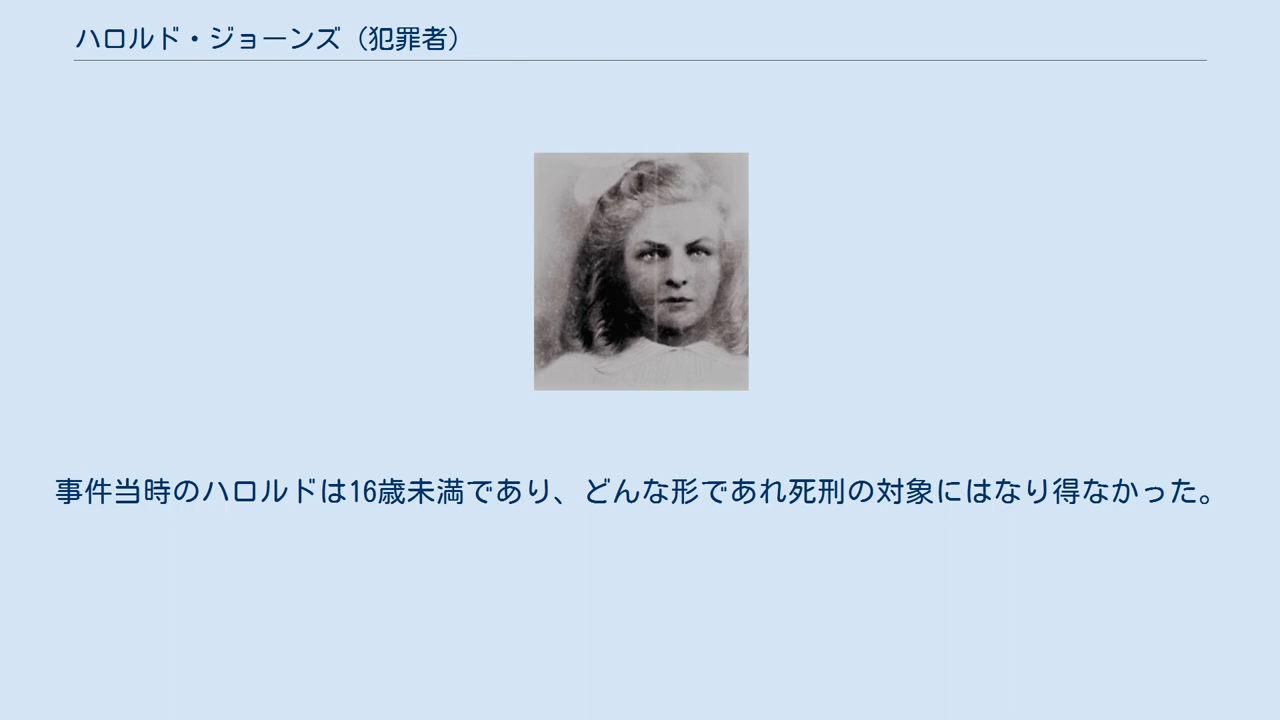 ハロルド・ジョーンズ（犯罪者）
事件当時のハロルドは16歳未満であり、どんな形であれ死刑の対象にはなり得なかった。